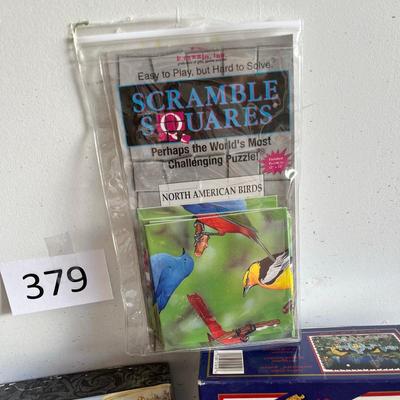 Easy to Play, but Hard to Solve.
SCRAMBLE
SQUARES®
Perhaps the World's Most
Challenging Puzzle!
NORTH AMERICAN BIRDS
379